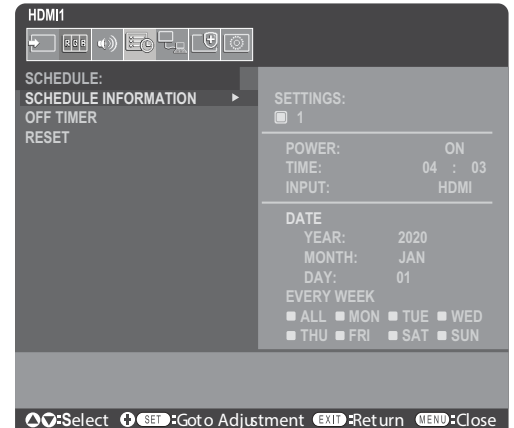 HDMI1
RGB
SCHEDULE:
SCHEDULE INFORMATION
OFF TIMER
RESET
SETTINGS:
1
POWER: ON
TIME: 04 : 03
INPUT: HDMI
DATE
YEAR: 2020
MONTH: JAN
DAY: 01
EVERY WEEK
ALL MON TUE WED
THU FRI SAT SUN
:Select SET:Goto Adjustment EXIT:Return MENU:Close